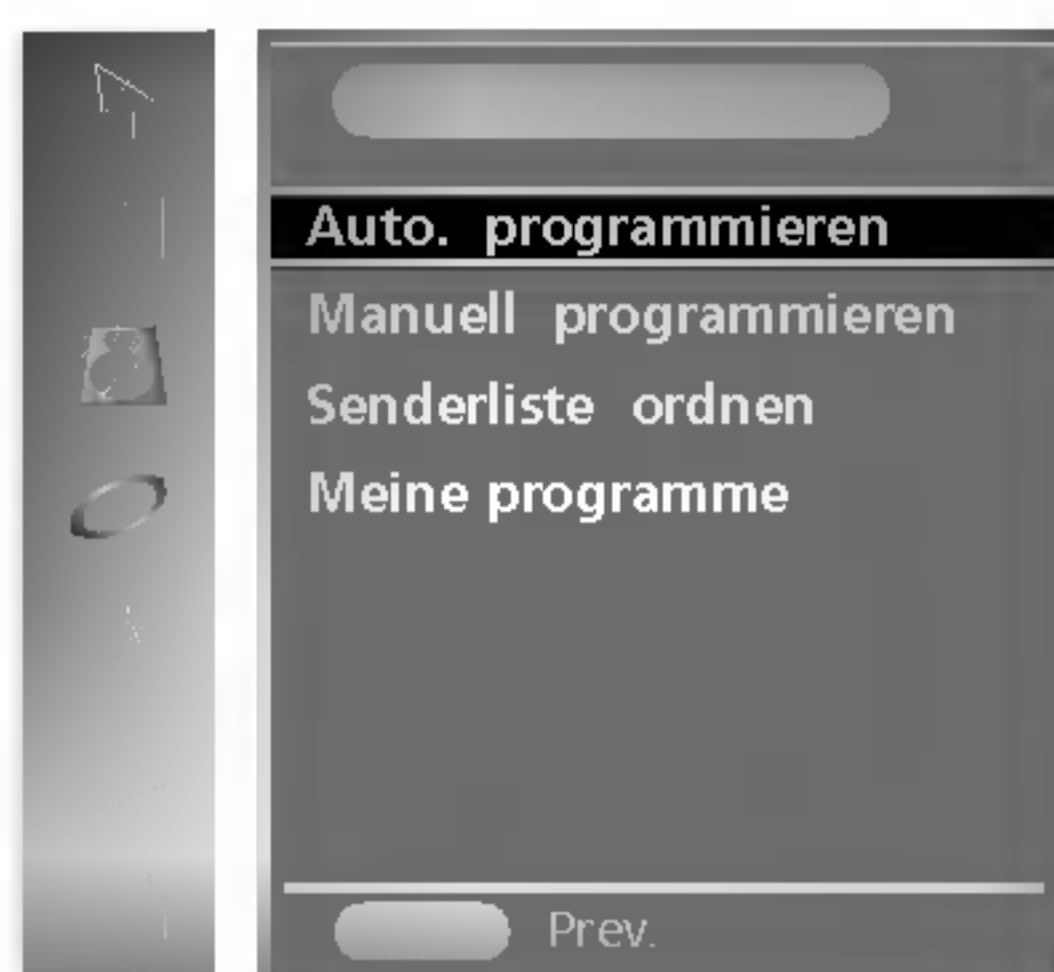 Auto. programmieren
Manuell programmieren
Senderliste ordnen
Meine programme
Prev.